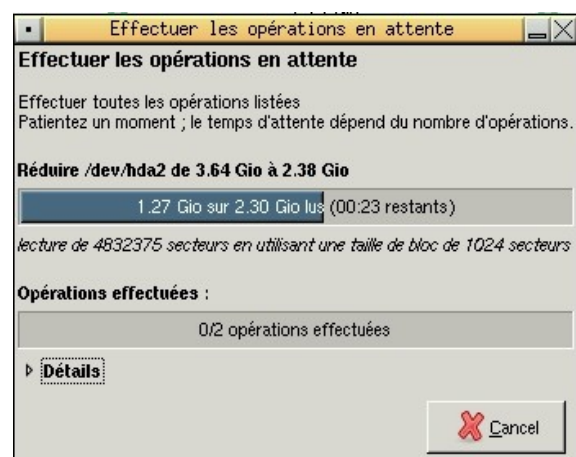 Effectuer les opérations en attente
Effectuer les opérations en attente
Effectuer toutes les opérations listées
Patientez un moment ; le temps d'attente dépend du nombre d'opérations.
Réduire /dev/hda2 de 3.64 Gio à 2.38 Gio
1.27 Gio sur 2.30 Gio lus (00:23 restants)
lecture de 4832375 secteurs en utilisant une taille de bloc de 1024 secteurs
Opérations effectuées :
0/2 opérations effectuées
Détails
Cancel